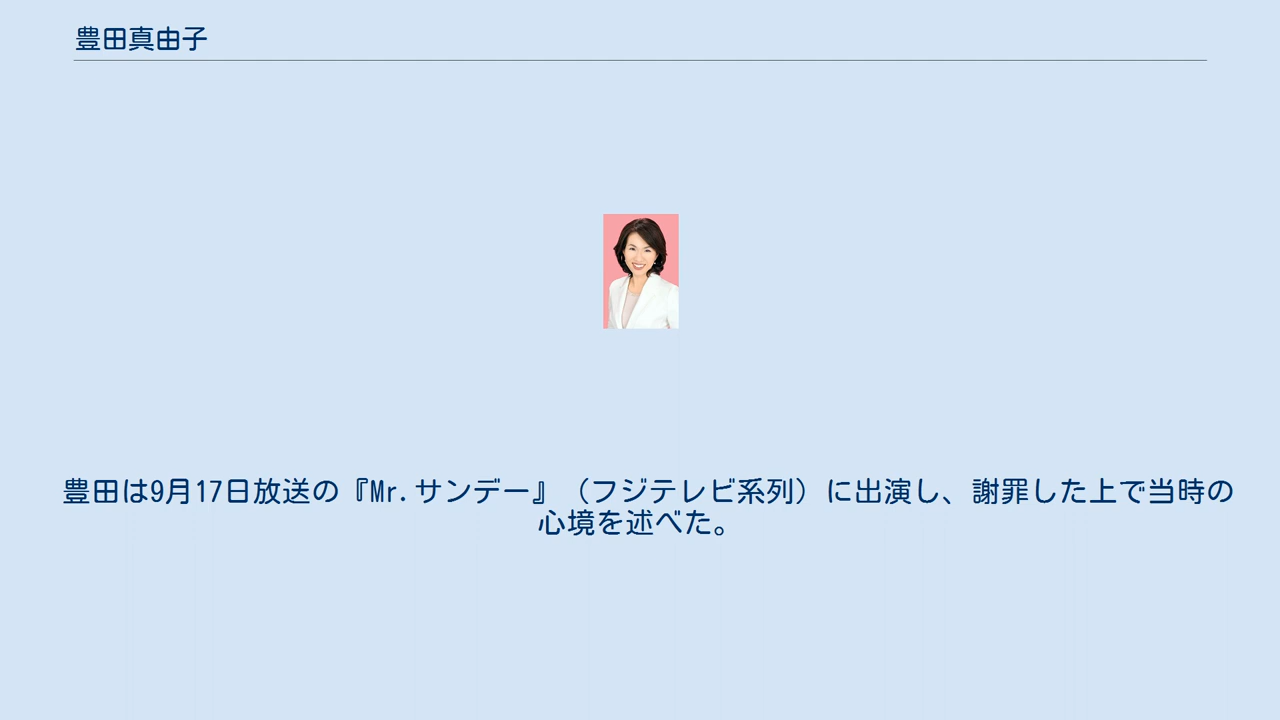 豊田真由子
豊田は9月17日放送の『Mr.サンデー』（フジテレビ系列）に出演し、謝罪した上で当時の
心境を述べた。